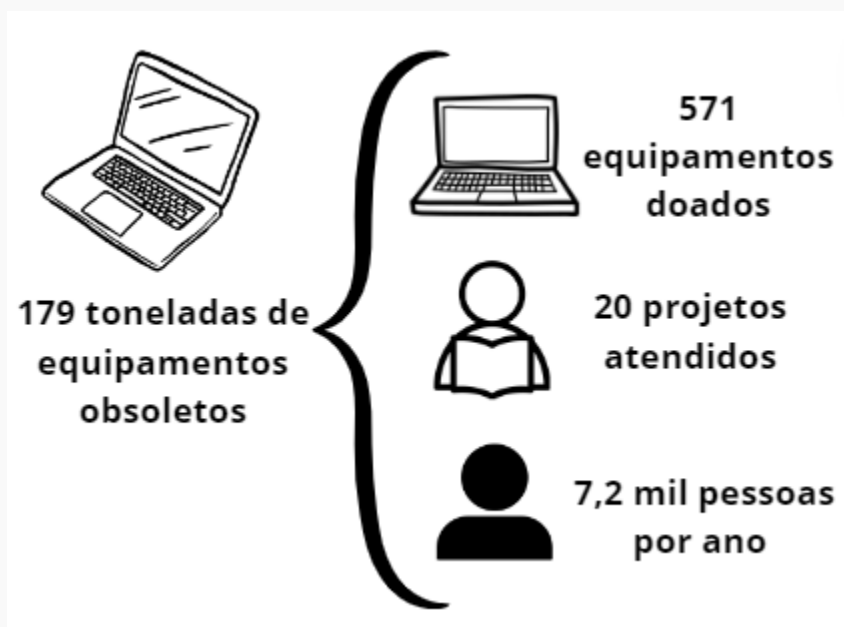 179 toneladas de
equipamentos
obsoletos
571
equipamentos
doados
20 projetos
atendidos
7,2 mil pessoas
por ano